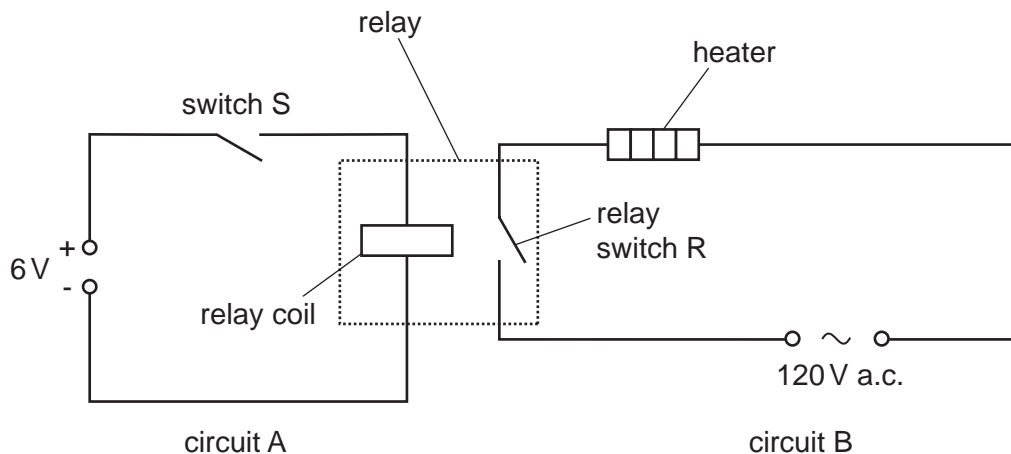 relay
heater
switch S
relay
switch R
+
6 V
-
relay coil
~
120 V a.c.
circuit A
circuit B